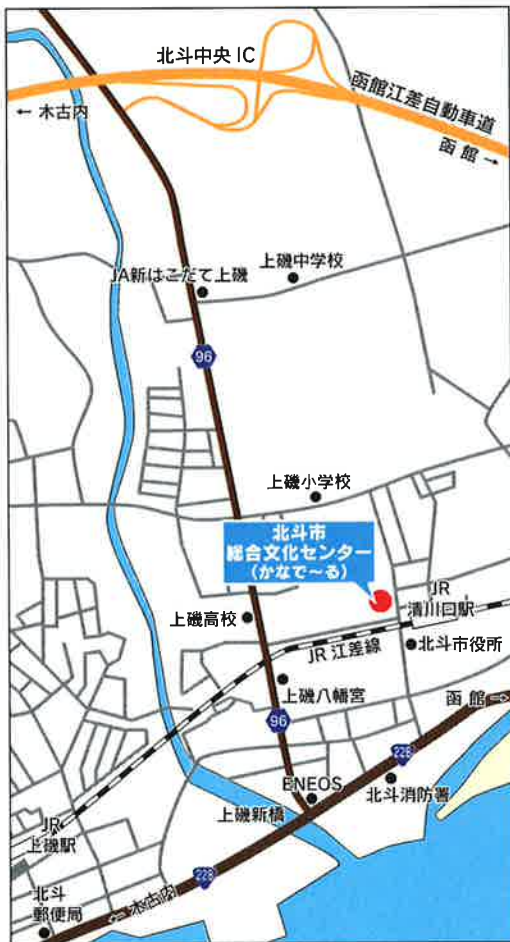 北斗中央IC
← 木古内
函館江差自動車道
函 館 →
上磯中学校
JA新はこだて上磯
96
上磯小学校
北斗市
総合文化センター
(かなで〜る)
JR
清川口駅
上磯高校
JR 江差線
北斗市役所
上磯八幡宮
函 館 →
96
228
ENEOS
北斗消防署
上磯新橋
JR
上磯駅
228
← 木古内
北斗
郵便局